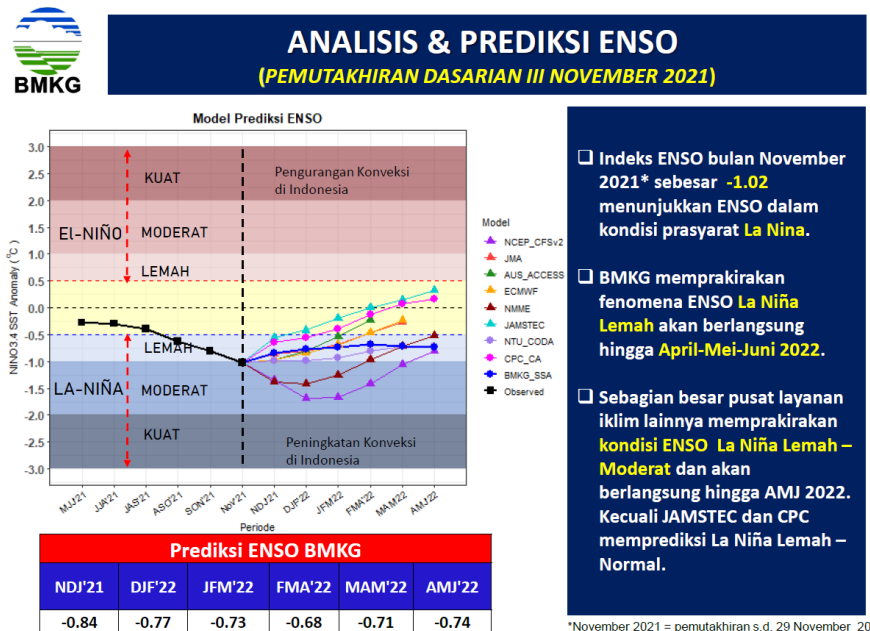 BMKG
ANALISIS & PREDIKSI ENSO
(PEMUTAKHIRAN DASARIAN III NOVEMBER 2021)
Model Prediksi ENSO
NINO3.4 SST Anomaly (°C)
3.0
2.5
2.0
1.5
1.0
0.5
0.0
-0.5
-1.0
-1.5
-2.0
-2.5
-3.0
KUAT
Pengurangan Konveksi
di Indonesia
El-NIÑO
MODERAT
LEMAH
LEMAH
LA-NIÑA
MODERAT
KUAT
Peningkatan Konveksi
di Indonesia
MJJ'21 JJA'21 JAS'21 ASO'21 SON'21 Nov'21 NDJ'21 DJF'22 JFM'22 FMA'22 MAM'22 AMJ'22
Periode
Model
NCEP_CFSv2
JMA
AUS_ACCESS
ECMWF
NMME
JAMSTEC
NTU_CODA
CPC_CA
BMKG_SSA
Observed
Prediksi ENSO BMKG
NDJ'21 DJF'22 JFM'22 FMA'22 MAM'22 AMJ'22
-0.84 -0.77 -0.73 -0.68 -0.71 -0.74
❑ Indeks ENSO bulan November
2021* sebesar -1.02
menunjukkan ENSO dalam
kondisi prasyarat La Nina.
❑ BMKG memprakirakan
fenomena ENSO La Niña
Lemah akan berlangsung
hingga April-Mei-Juni 2022.
❑ Sebagian besar pusat layanan
iklim lainnya memprakirakan
kondisi ENSO La Niña Lemah –
Moderat dan akan
berlangsung hingga AMJ 2022.
Kecuali JAMSTEC dan CPC
memprediksi La Niña Lemah –
Normal.
*November 2021 = pemutakhiran s.d. 29 November 20